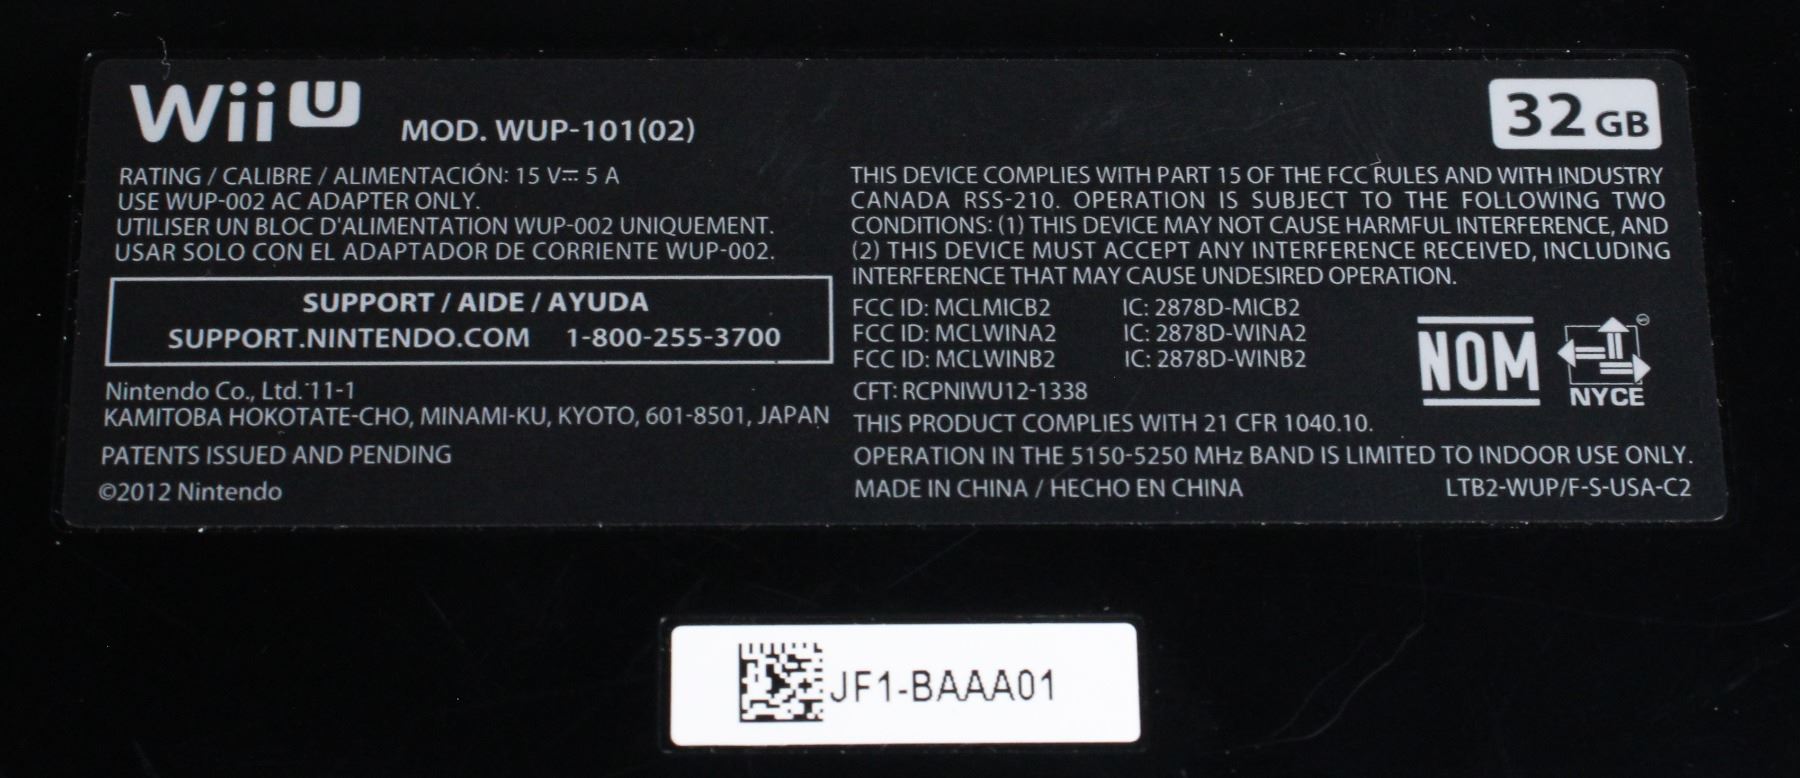 Wii U MOD. WUP-101(02)
32 GB
RATING / CALIBRE / ALIMENTACIÓN: 15 V⎓ 5 A
USE WUP-002 AC ADAPTER ONLY.
UTILISER UN BLOC D'ALIMENTATION WUP-002 UNIQUEMENT.
USAR SOLO CON EL ADAPTADOR DE CORRIENTE WUP-002.
SUPPORT / AIDE / AYUDA
SUPPORT.NINTENDO.COM 1-800-255-3700
Nintendo Co., Ltd. '11-1
KAMITOBA HOKOTATE-CHO, MINAMI-KU, KYOTO, 601-8501, JAPAN
PATENTS ISSUED AND PENDING
©2012 Nintendo
THIS DEVICE COMPLIES WITH PART 15 OF THE FCC RULES AND WITH INDUSTRY
CANADA RSS-210. OPERATION IS SUBJECT TO THE FOLLOWING TWO
CONDITIONS: (1) THIS DEVICE MAY NOT CAUSE HARMFUL INTERFERENCE, AND
(2) THIS DEVICE MUST ACCEPT ANY INTERFERENCE RECEIVED, INCLUDING
INTERFERENCE THAT MAY CAUSE UNDESIRED OPERATION.
FCC ID: MCLMICB2 IC: 2878D-MICB2
FCC ID: MCLWINA2 IC: 2878D-WINA2
FCC ID: MCLWINB2 IC: 2878D-WINB2
CFT: RCPNIWU12-1338
NOM
NYCE
THIS PRODUCT COMPLIES WITH 21 CFR 1040.10.
OPERATION IN THE 5150-5250 MHz BAND IS LIMITED TO INDOOR USE ONLY.
MADE IN CHINA / HECHO EN CHINA LTB2-WUP/F-S-USA-C2
JF1-BAAA01